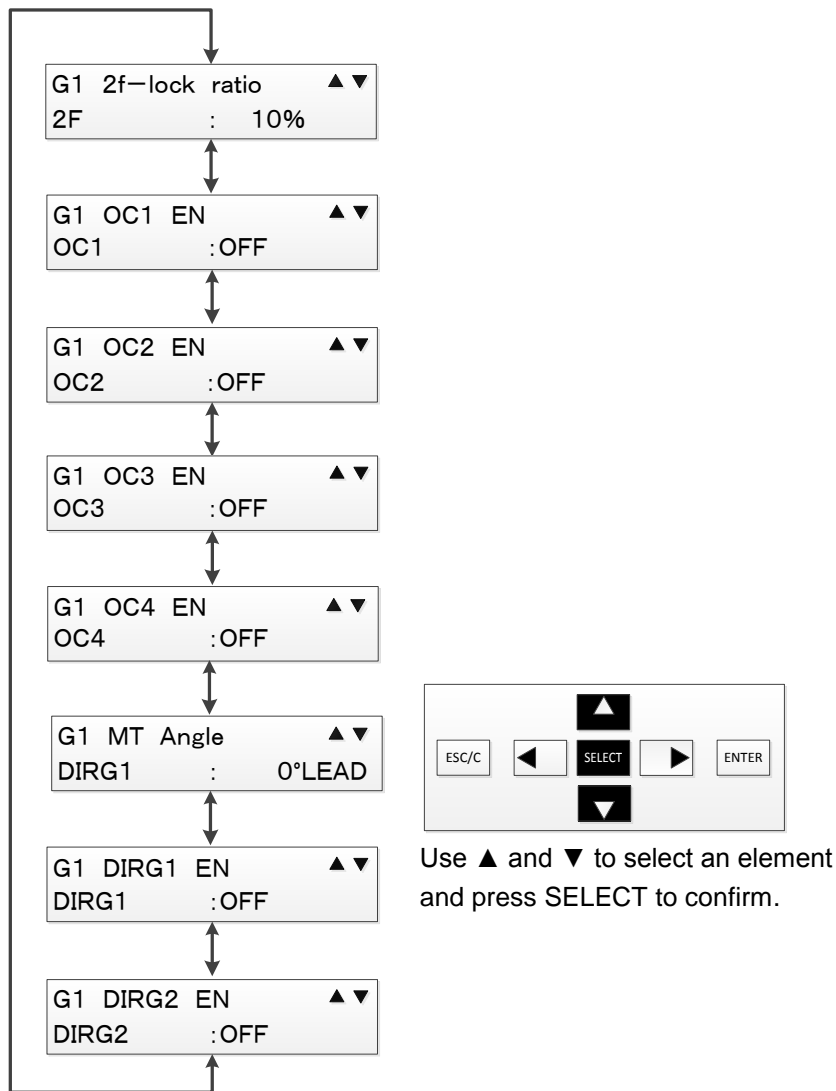 G1 2f−lock ratio ▲ ▼
2F : 10%
G1 OC1 EN ▲ ▼
OC1 :OFF
G1 OC2 EN ▲ ▼
OC2 :OFF
G1 OC3 EN ▲ ▼
OC3 :OFF
G1 OC4 EN ▲ ▼
OC4 :OFF
G1 MT Angle ▲ ▼
DIRG1 : 0°LEAD
G1 DIRG1 EN ▲ ▼
DIRG1 :OFF
G1 DIRG2 EN ▲ ▼
DIRG2 :OFF
ESC/C SELECT ENTER
Use ▲ and ▼ to select an element
and press SELECT to confirm.